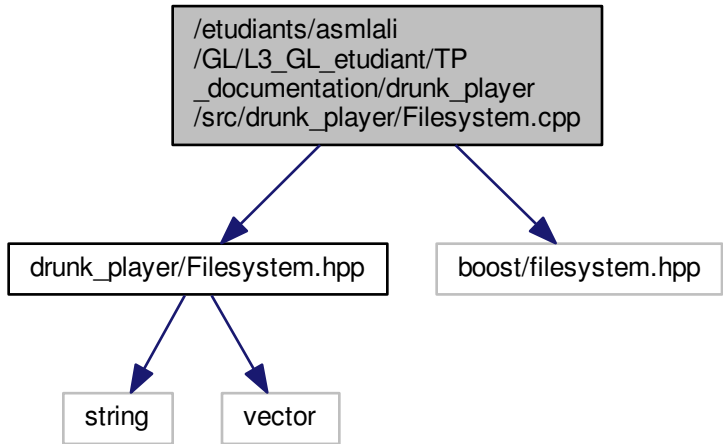 /etudiants/asmlali
/GL/L3_GL_etudiant/TP
_documentation/drunk_player
/src/drunk_player/Filesystem.cpp
drunk_player/Filesystem.hpp
boost/filesystem.hpp
string
vector